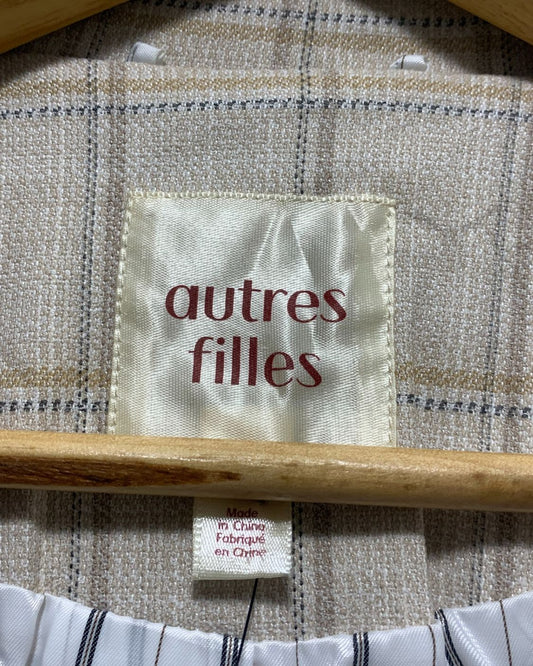 autres
filles
Made
in China
Fabriqué
en Chine